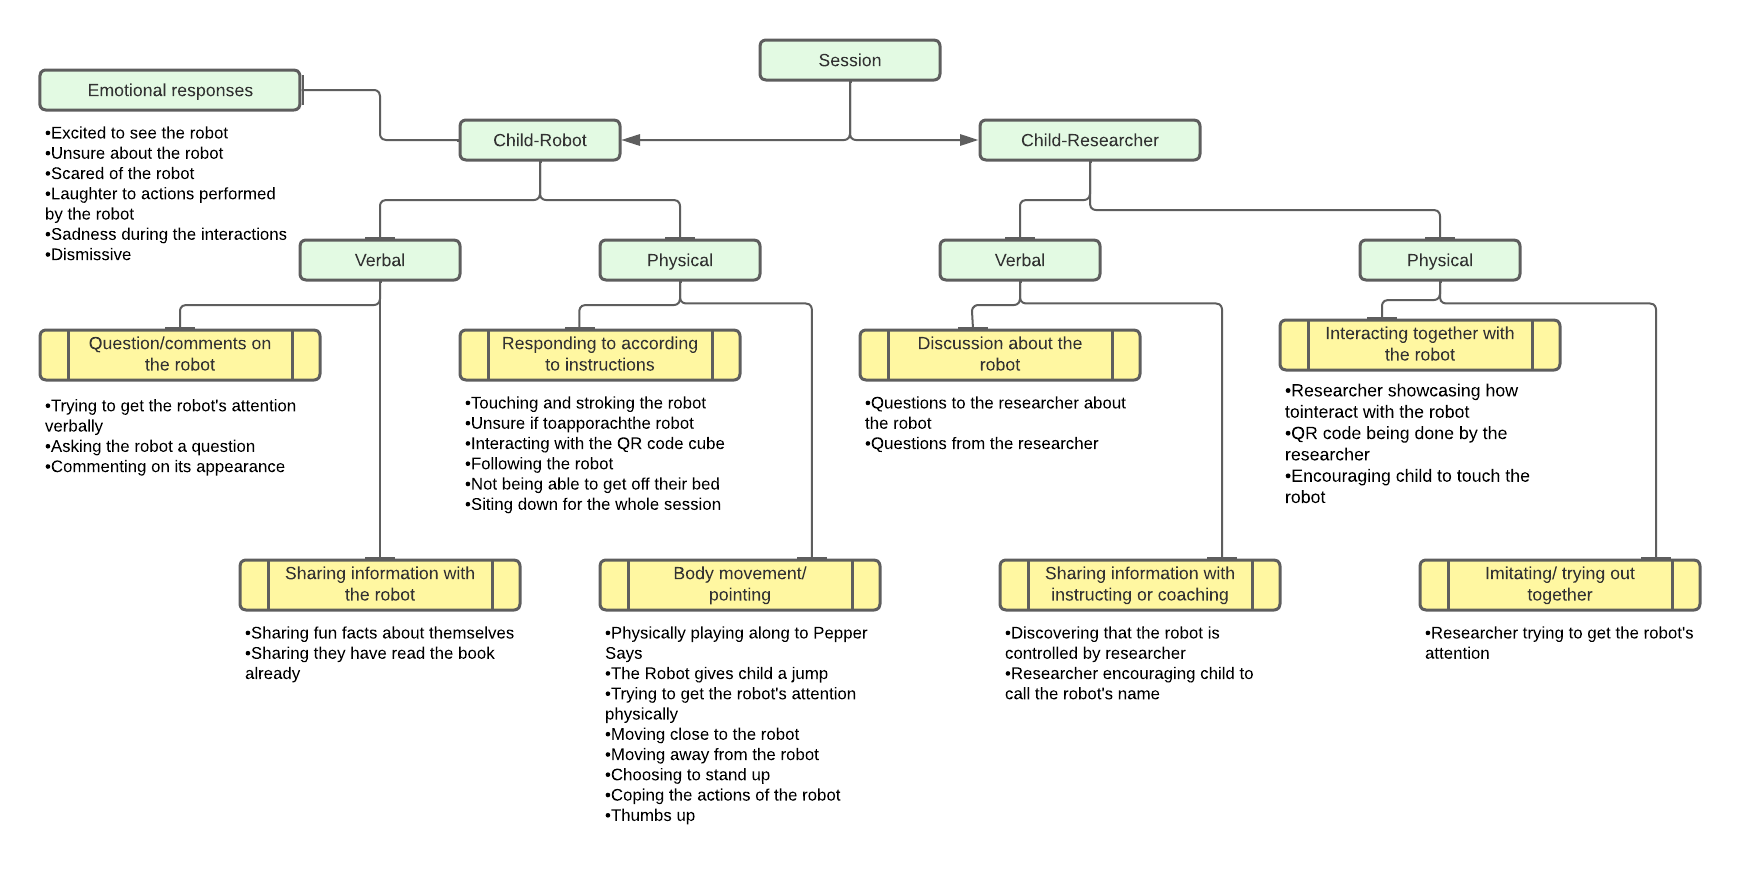 Session
Emotional responses
•Excited to see the robot
•Unsure about the robot
•Scared of the robot
•Laughter to actions performed
by the robot
•Sadness during the interactions
•Dismissive
Child-Robot
Child-Researcher
Verbal
Physical
Verbal
Physical
Question/comments on
the robot
•Trying to get the robot's attention
verbally
•Asking the robot a question
•Commenting on its appearance
Responding to according
to instructions
•Touching and stroking the robot
•Unsure if toapporachthe robot
•Interacting with the QR code cube
•Following the robot
•Not being able to get off their bed
•Siting down for the whole session
Discussion about the
robot
•Questions to the researcher about
the robot
•Questions from the researcher
Interacting together with
the robot
•Researcher showcasing how
tointeract with the robot
•QR code being done by the
researcher
•Encouraging child to touch the
robot
Sharing information with
the robot
•Sharing fun facts about themselves
•Sharing they have read the book
already
Body movement/
pointing
•Physically playing along to Pepper
Says
•The Robot gives child a jump
•Trying to get the robot's attention
physically
•Moving close to the robot
•Moving away from the robot
•Choosing to stand up
•Coping the actions of the robot
•Thumbs up
Sharing information with
instructing or coaching
•Discovering that the robot is
controlled by researcher
•Researcher encouraging child to
call the robot's name
Imitating/ trying out
together
•Researcher trying to get the robot's
attention